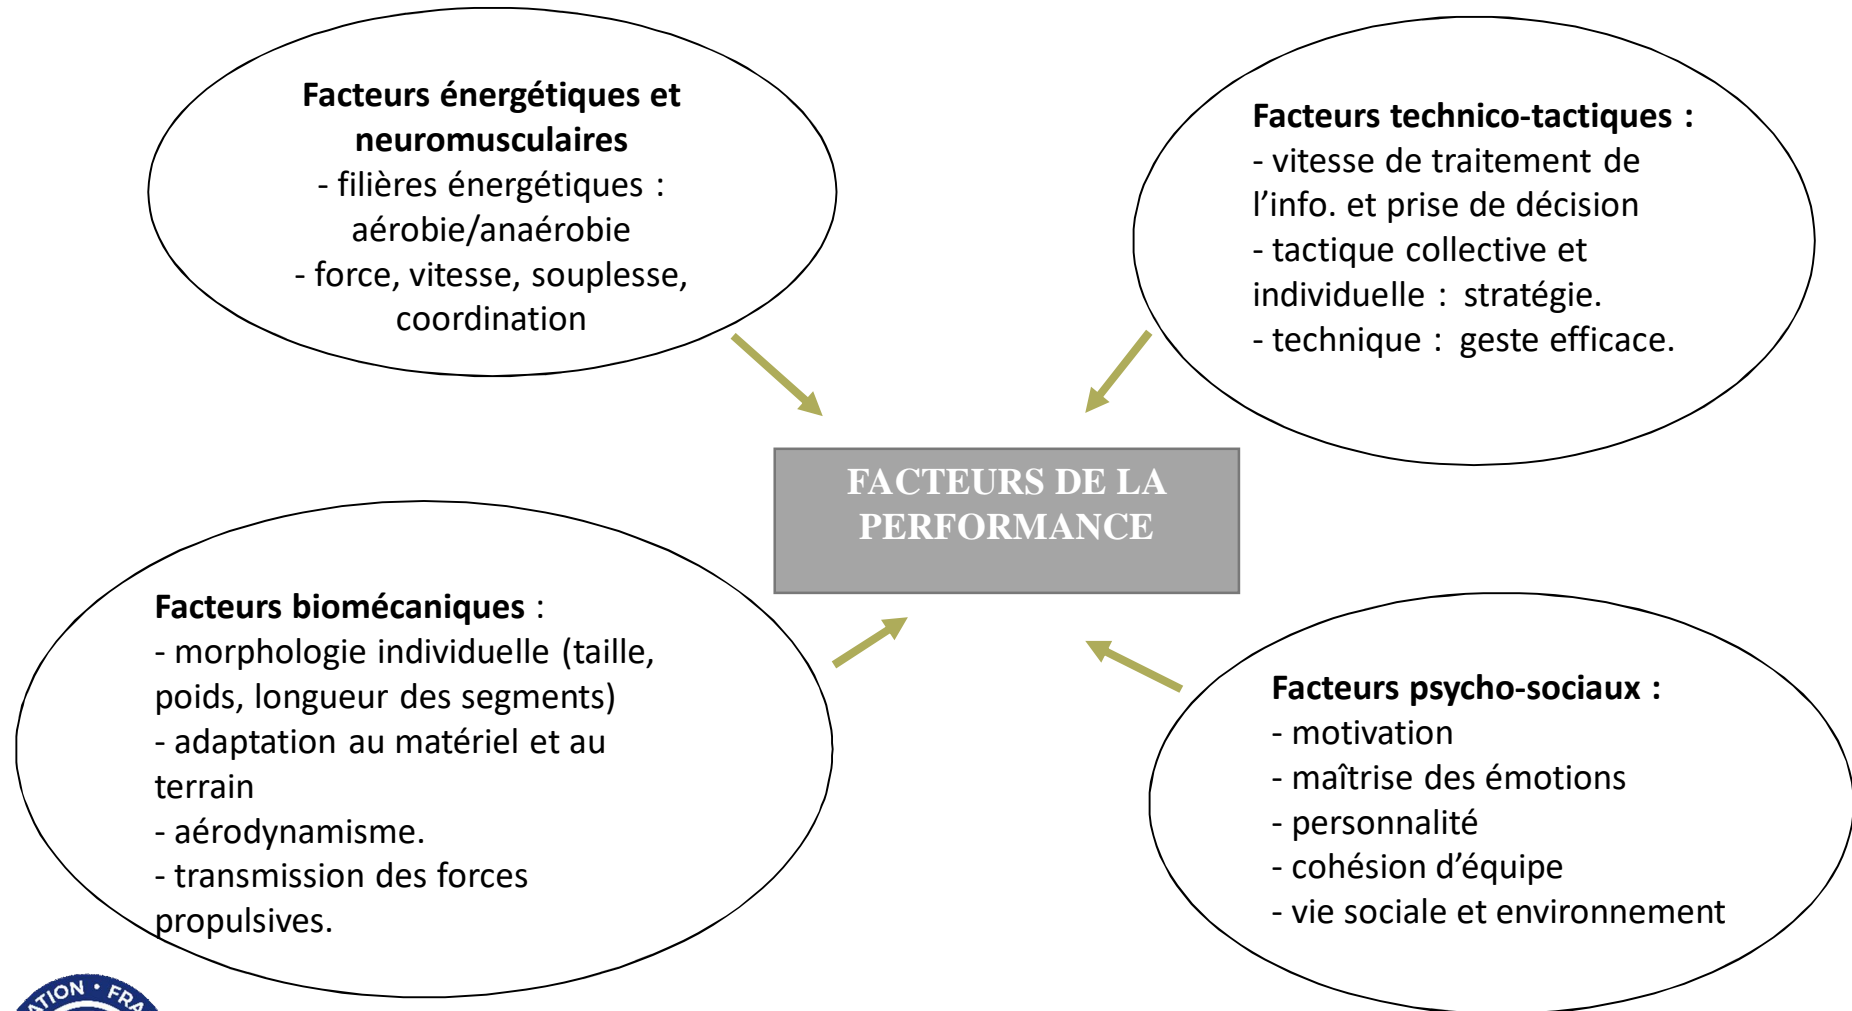 Facteurs énergétiques et
neuromusculaires
- filières énergétiques :
aérobie/anaérobie
- force, vitesse, souplesse,
coordination
Facteurs technico-tactiques :
- vitesse de traitement de
l’info. et prise de décision
- tactique collective et
individuelle : stratégie.
- technique : geste efficace.
FACTEURS DE LA
PERFORMANCE
Facteurs biomécaniques :
- morphologie individuelle (taille,
poids, longueur des segments)
- adaptation au matériel et au
terrain
- aérodynamisme.
- transmission des forces
propulsives.
Facteurs psycho-sociaux :
- motivation
- maîtrise des émotions
- personnalité
- cohésion d’équipe
- vie sociale et environnement